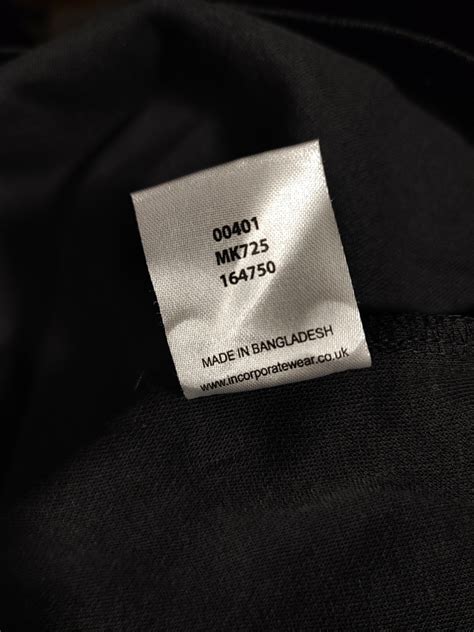 00401
MK725
164750
MADE IN BANGLADESH
www.incorporatewear.co.uk